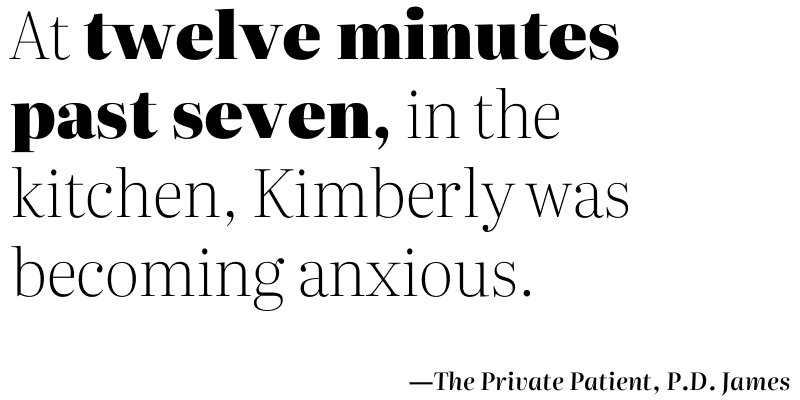 At twelve minutes
past seven, in the
kitchen, Kimberly was
becoming anxious.
—The Private Patient, P.D. James